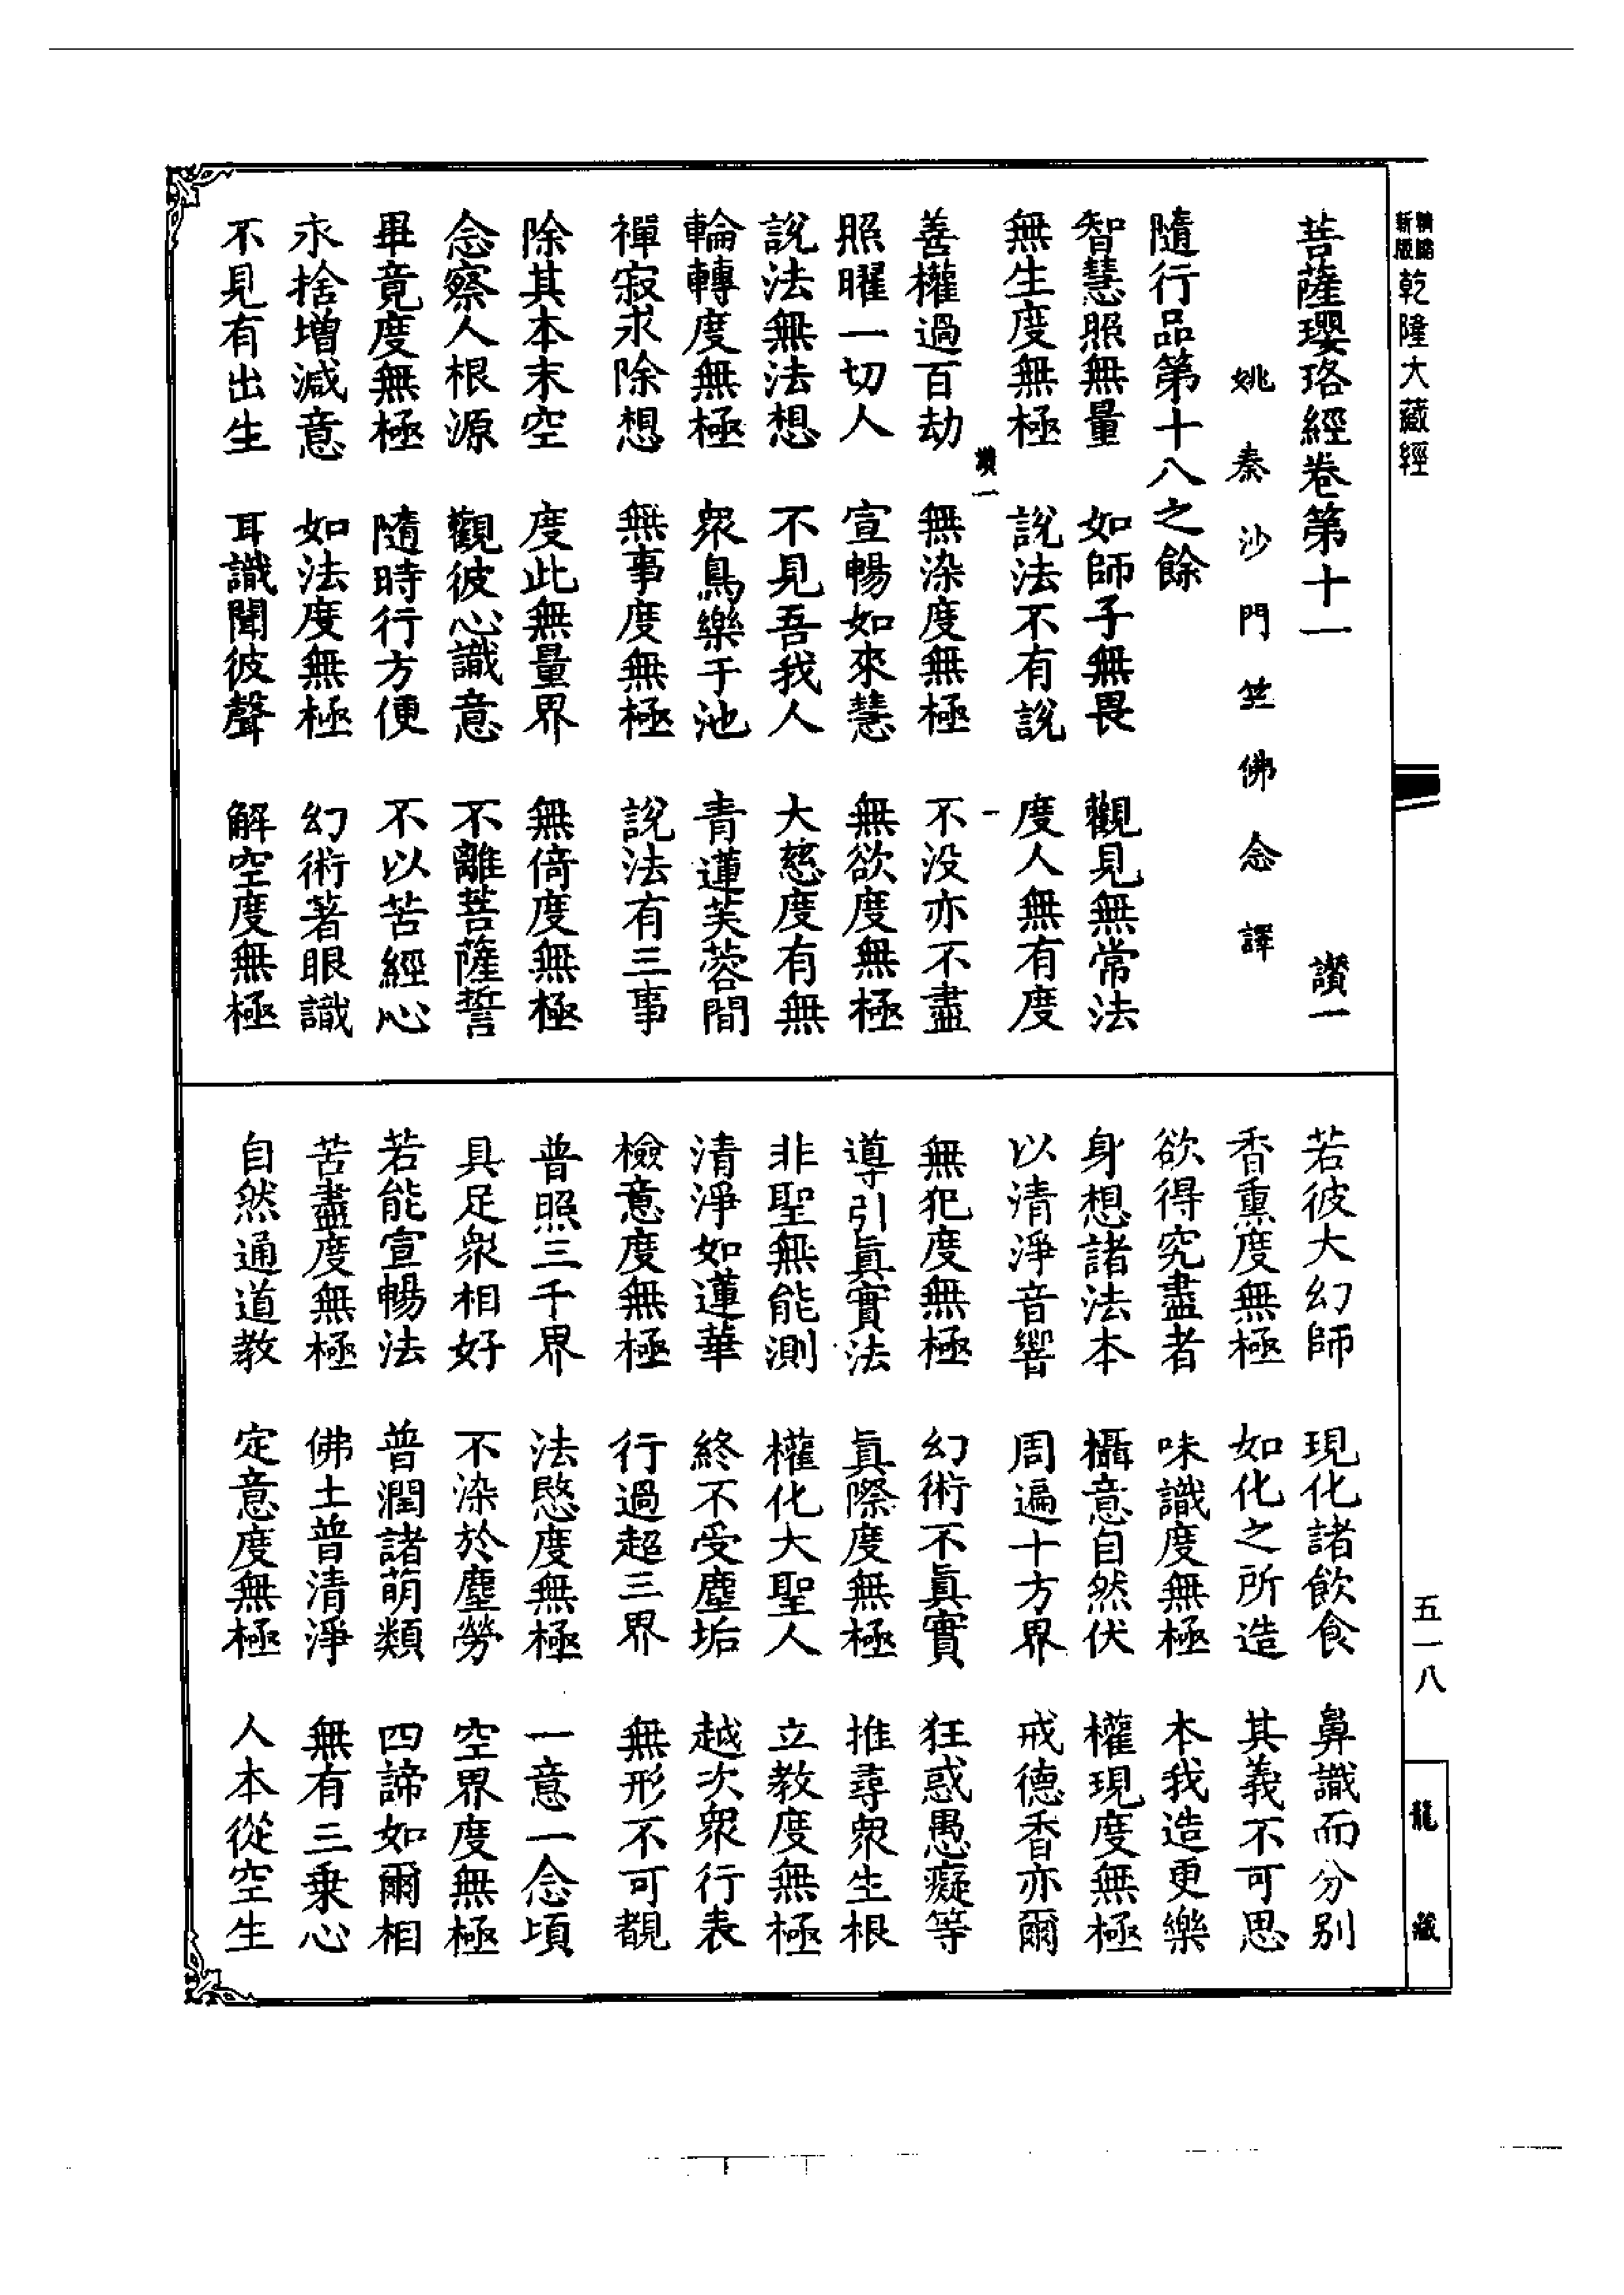 精縮新版乾隆大藏經
五一八
龍藏
菩薩瓔珞經卷第十一 讃一
姚秦沙門竺佛念譯
隨行品第十八之餘
智慧照無量 如師子無畏 觀見無常法
無生度無極 說法不有說 度人無有度
讃一 一
善權過百劫 無染度無極 不没亦不盡
照曜一切人 宣暢如來慧 無欲度無極
說法無法想 不見吾我人 大慈度有無
輪轉度無極 衆鳥樂于池 青蓮芙蓉間
禪寂求除想 無事度無極 說法有三事
除其本末空 度此無量界 無倚度無極
念察人根源 觀彼心識意 不離菩薩誓
畢竟度無極 隨時行方便 不以苦經心
永捨增減意 如法度無極 幻術著眼識
不見有出生 耳識聞彼聲 解空度無極
若彼大幻師 現化諸飲食 鼻識而分別
香熏度無極 如化之所造 其義不可思
欲得究盡者 味識度無極 本我造更樂
身想諸法本 攝意自然伏 權現度無極
以清淨音響 周遍十方界 戒德香亦爾
無犯度無極 幻術不眞實 狂惑愚癡等
導引眞實法 眞際度無極 推尋衆生根
非聖無能測 權化大聖人 立教度無極
清淨如蓮華 終不受塵垢 越次衆行表
檢意度無極 行過超三界 無形不可覩
普照三千界 法愍度無極 一意一念頃
具足衆相好 不染於塵勞 空界度無極
若能宣暢法 普潤諸萌類 四諦如爾相
苦盡度無極 佛土普清淨 無有三乗心
自然通道教 定意度無極 人本從空生